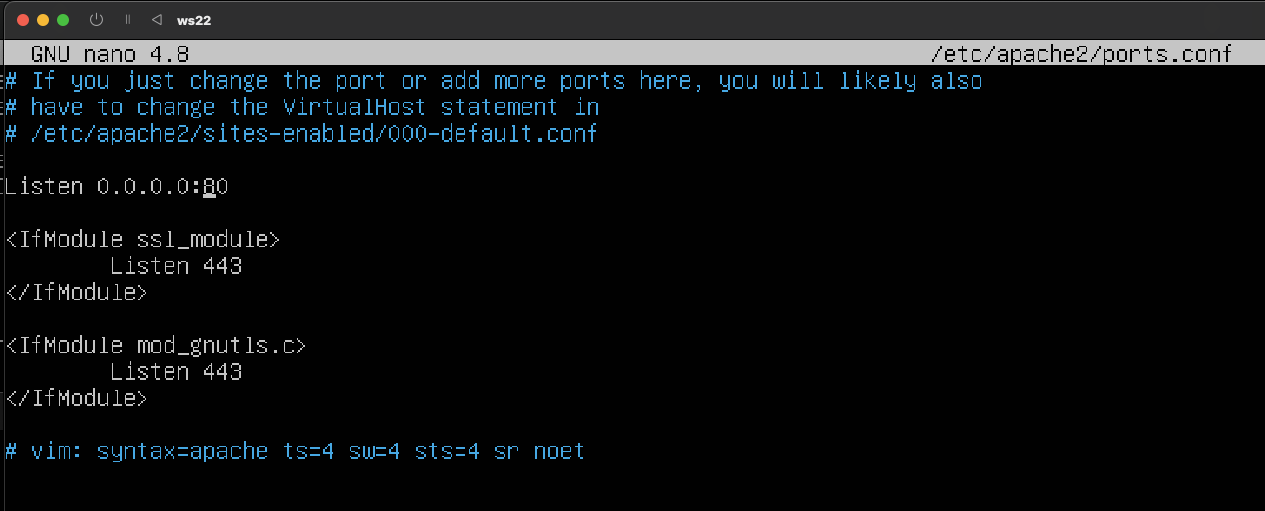 ws22
GNU nano 4.8 /etc/apache2/ports.conf
# If you just change the port or add more ports here, you will likely also
# have to change the VirtualHost statement in
# /etc/apache2/sites-enabled/000-default.conf
Listen 0.0.0.0:80
<IfModule ssl_module>
Listen 443
</IfModule>
<IfModule mod_gnutls.c>
Listen 443
</IfModule>
# vim: syntax=apache ts=4 sw=4 sts=4 sr noet